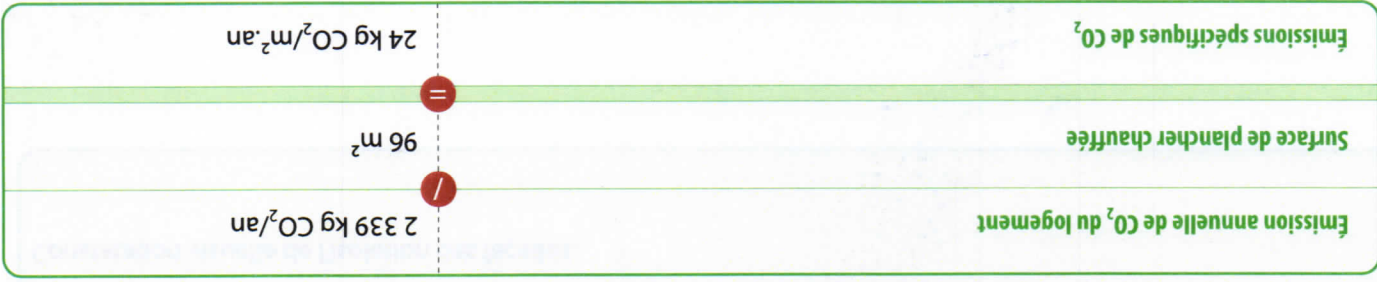 Émission annuelle de CO₂ du logement 2 339 kg CO₂/an
/
Surface de plancher chauffée 96 m²
=
Émissions spécifiques de CO₂ 24 kg CO₂/m².an